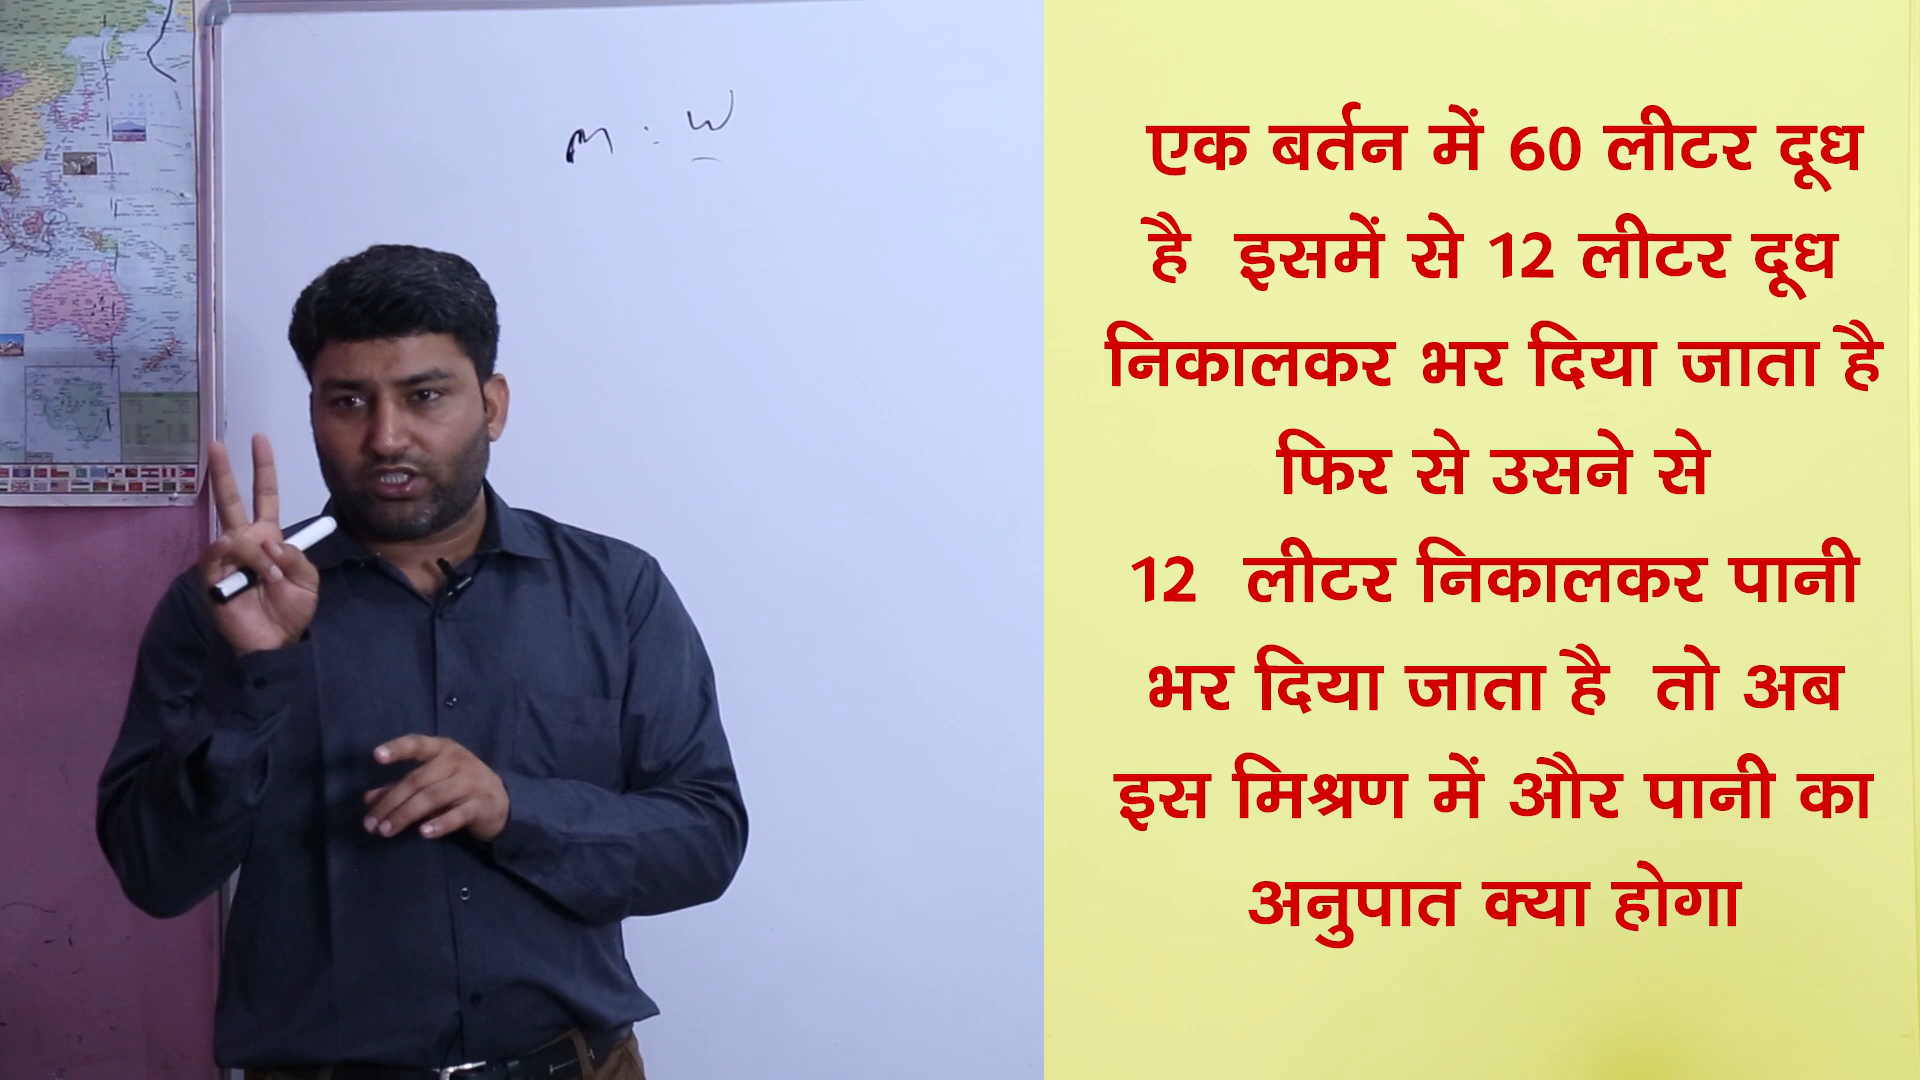 M : W
एक बर्तन में 60 लीटर दूध
है इसमें से 12 लीटर दूध
निकालकर भर दिया जाता है
फिर से उसने से
12 लीटर निकालकर पानी
भर दिया जाता है तो अब
इस मिश्रण में और पानी का
अनुपात क्या होगा